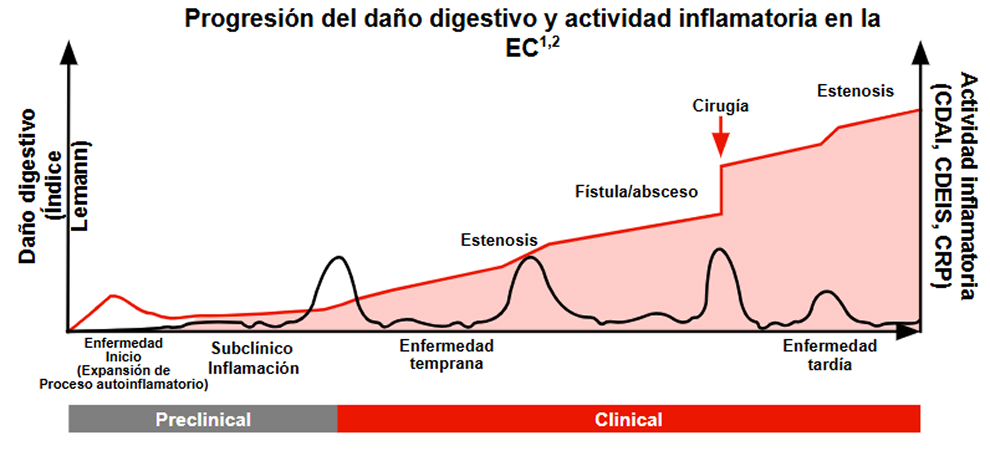 Progresión del daño digestivo y actividad inflamatoria en la
EC1,2
Daño digestivo
(Índice
Lemann)
Actividad inflamatoria
(CDAI, CDEIS, CRP)
Estenosis
Cirugía
Fístula/absceso
Estenosis
Enfermedad
Inicio
(Expansión de
Proceso autoinflamatorio)
Subclínico
Inflamación
Enfermedad
temprana
Enfermedad
tardía
Preclinical
Clinical